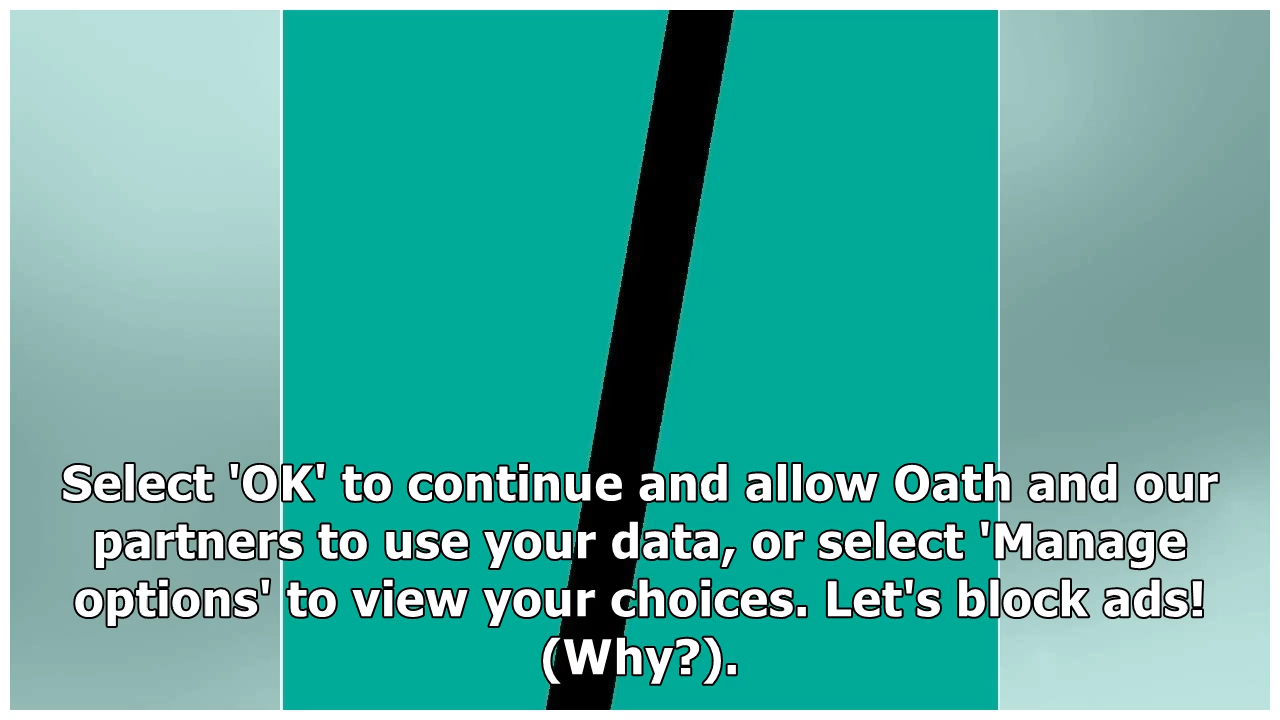 Select 'OK' to continue and allow Oath and our
partners to use your data, or select 'Manage
options' to view your choices. Let's block ads!
(Why?).